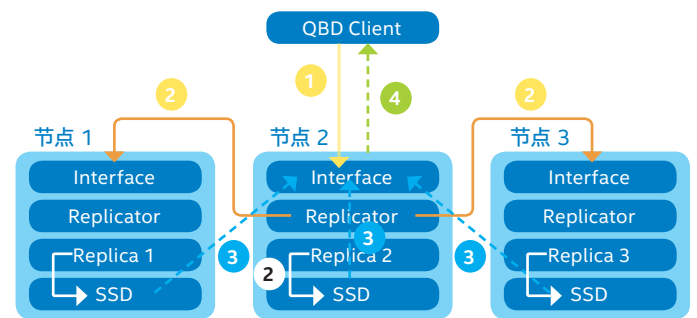 QBD Client
1
4
2
2
节点 1
节点 2
节点 3
Interface
Interface
Interface
Replicator
Replicator
Replicator
3
3
3
Replica 1
Replica 2
Replica 3
2
SSD
SSD
SSD